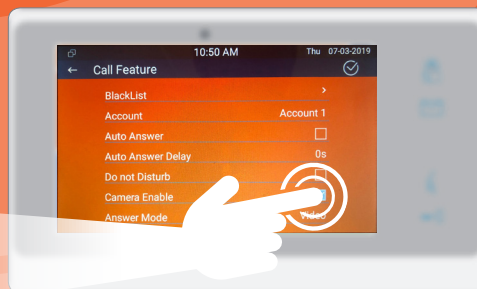 10:50 AM Thu 07-03-2019
Call Feature
BlackList
Account Account 1
Auto Answer
Auto Answer Delay 0s
Do not Disturb
Camera Enable
Answer Mode Video